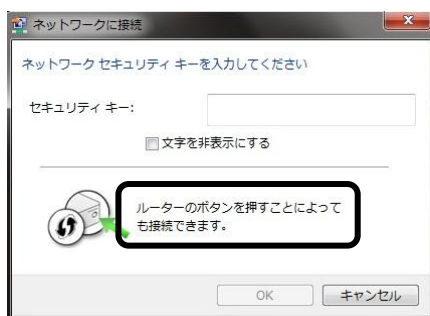 ネットワークに接続
ネットワーク セキュリティ キーを入力してください
セキュリティ キー:
文字を非表示にする
ルーターのボタンを押すことによって
も接続できます。
OK
キャンセル